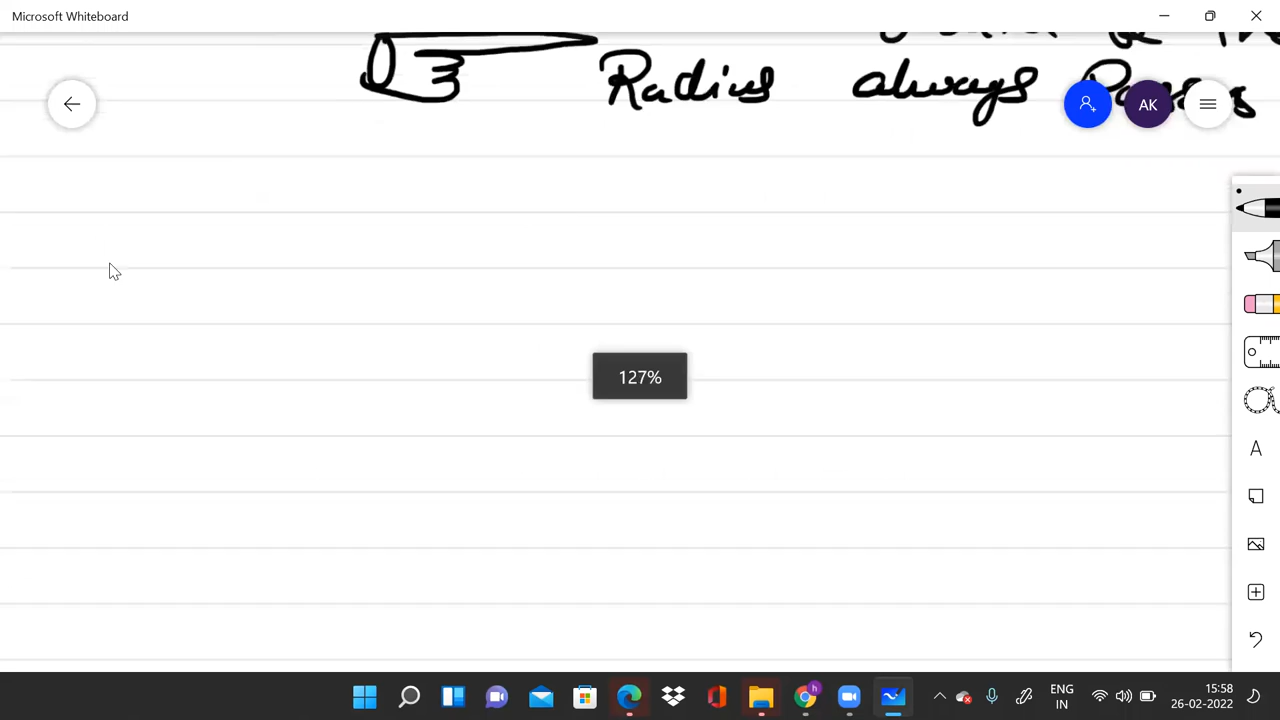 Microsoft Whiteboard
Radius always
AK
127%
A
ENG
IN
15:58
26-02-2022